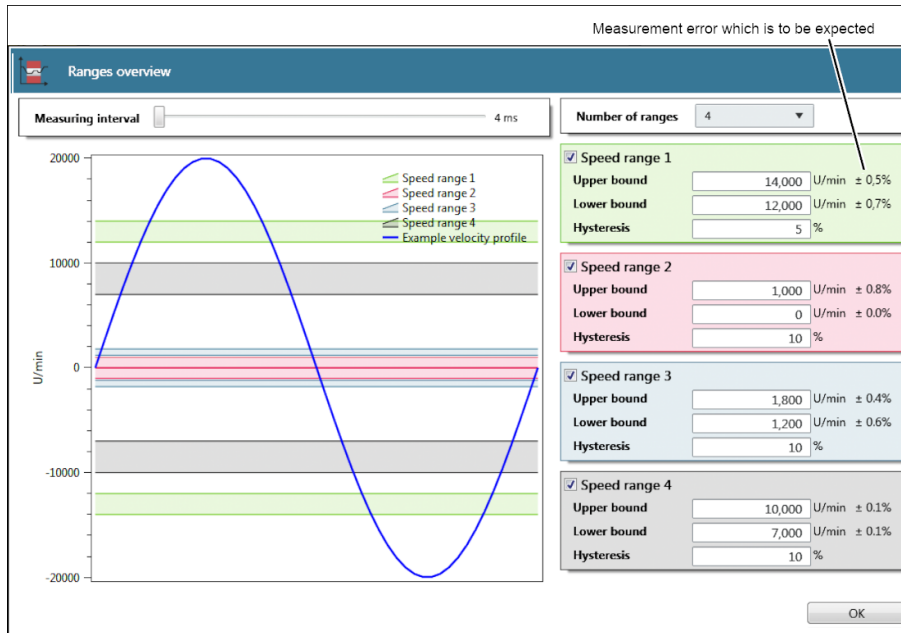 Measurement error which is to be expected
Ranges overview
Measuring interval 4 ms
Number of ranges 4
20000
10000
0
-10000
-20000
U/min
Speed range 1
Speed range 2
Speed range 3
Speed range 4
Example velocity profile
Speed range 1
Upper bound 14,000 U/min ± 0,5%
Lower bound 12,000 U/min ± 0,7%
Hysteresis 5 %
Speed range 2
Upper bound 1,000 U/min ± 0.8%
Lower bound 0 U/min ± 0.0%
Hysteresis 10 %
Speed range 3
Upper bound 1,800 U/min ± 0.4%
Lower bound 1,200 U/min ± 0.6%
Hysteresis 10 %
Speed range 4
Upper bound 10,000 U/min ± 0.1%
Lower bound 7,000 U/min ± 0.1%
Hysteresis 10 %
OK